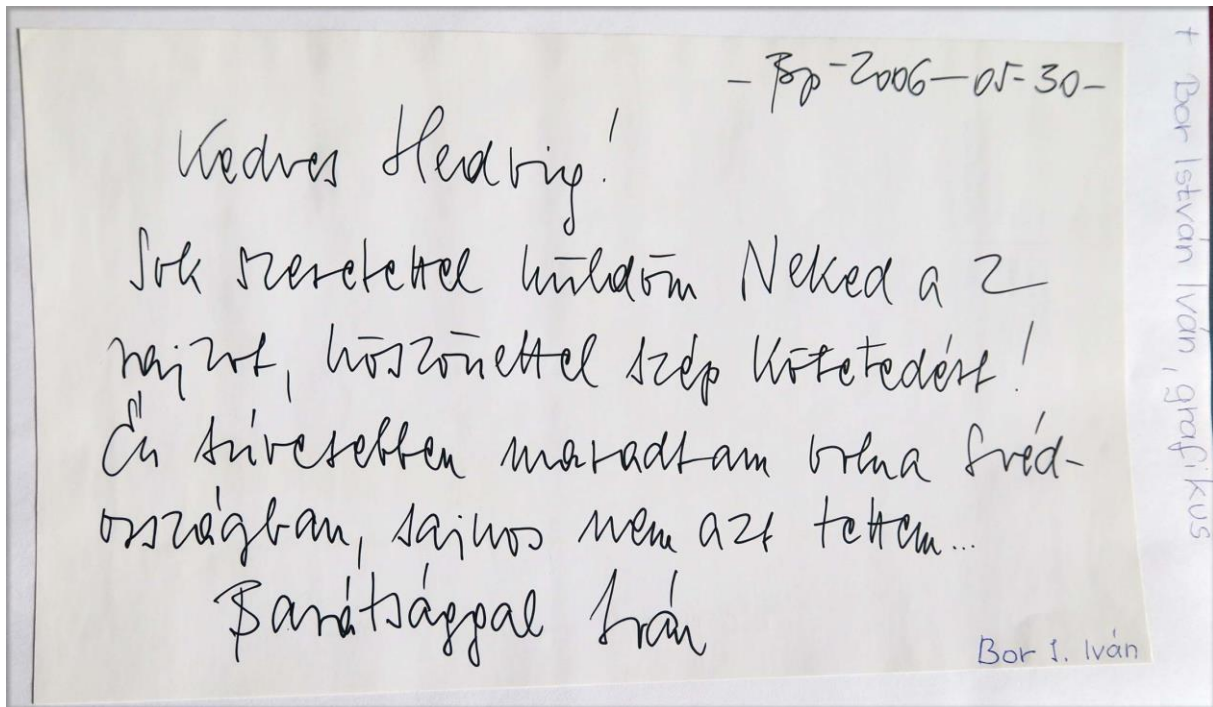 - Bp - 2006 - 05 - 30 -
Kedves Hedvig!
Sok szeretettel küldöm Neked a 2
rajzot, köszönettel szép Kötetedért!
Én szívesebben maradtam volna Svéd-
országban, sajnos nem azt tettem...
Barátsággal Iván
Bor I. Iván
+ Bor István Iván, grafikus